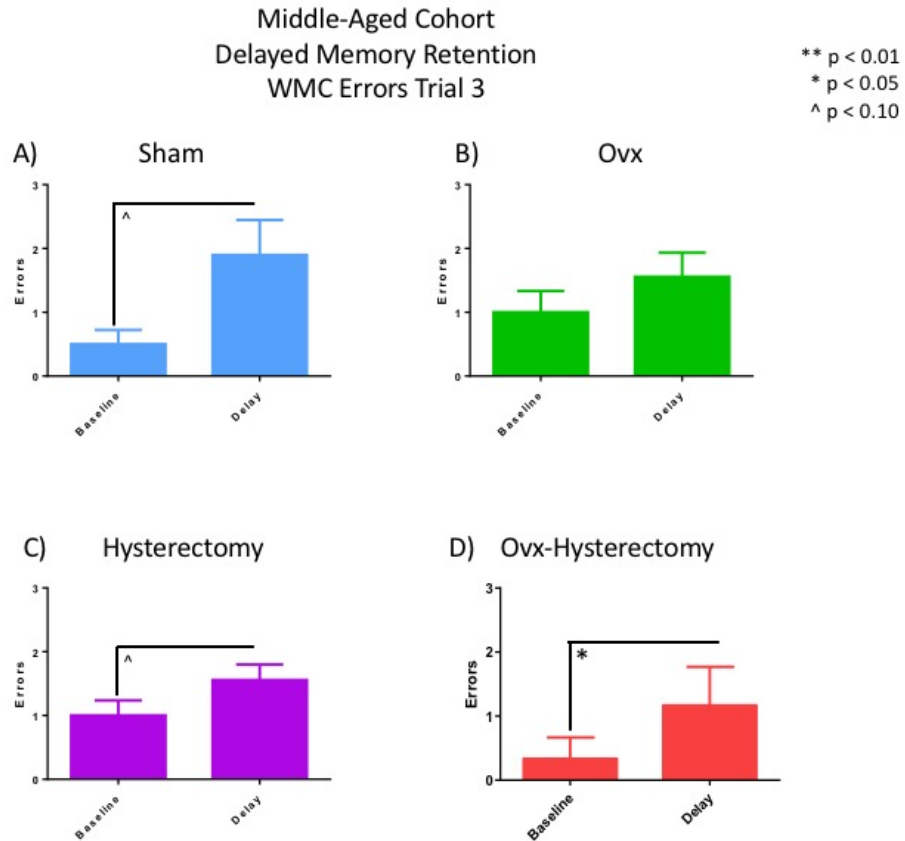 Middle-Aged Cohort
Delayed Memory Retention
WMC Errors Trial 3
** p < 0.01
* p < 0.05
^ p < 0.10
A) Sham
3
2
1
0
Errors
^
Baseline
Delay
B) Ovx
3
2
1
0
Errors
Baseline
Delay
C) Hysterectomy
3
2
1
0
Errors
^
Baseline
Delay
D) Ovx-Hysterectomy
3
2
1
0
Errors
*
Baseline
Delay